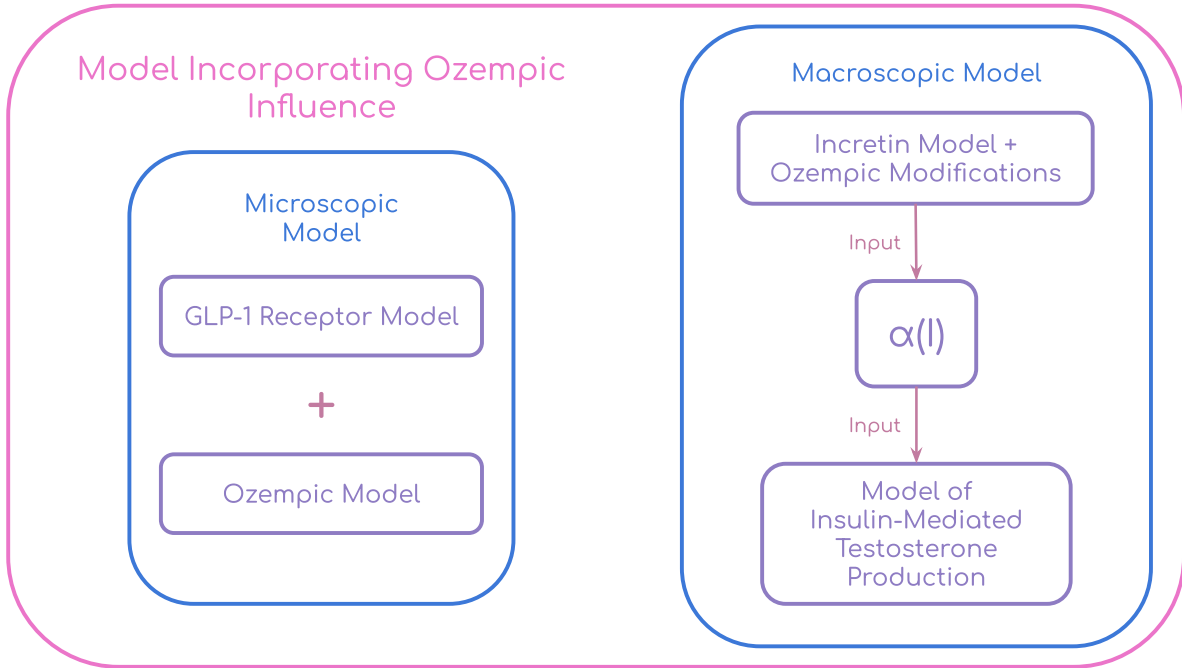 Model Incorporating Ozempic
Influence
Microscopic
Model
GLP-1 Receptor Model
+
Ozempic Model
Macroscopic Model
Incretin Model +
Ozempic Modifications
Input
α(I)
Input
Model of
Insulin-Mediated
Testosterone
Production